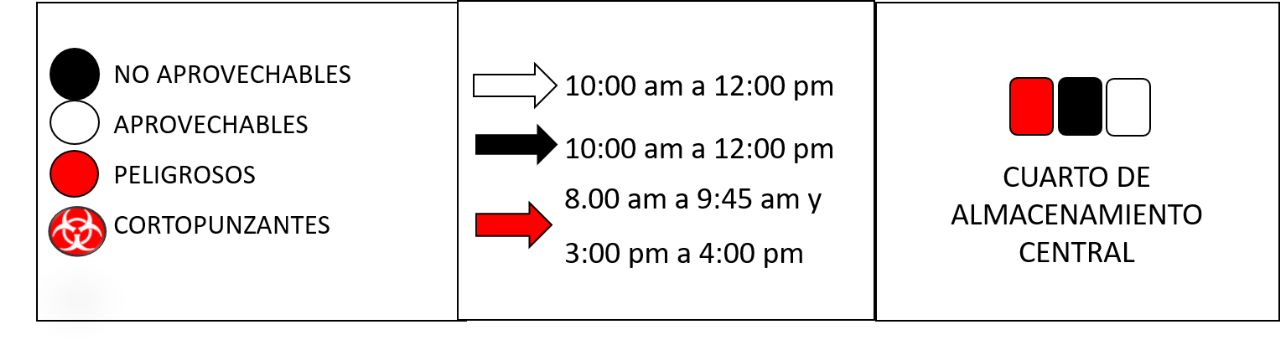 NO APROVECHABLES
APROVECHABLES
PELIGROSOS
CORTOPUNZANTES
10:00 am a 12:00 pm
10:00 am a 12:00 pm
8.00 am a 9:45 am y
3:00 pm a 4:00 pm
CUARTO DE
ALMACENAMIENTO
CENTRAL